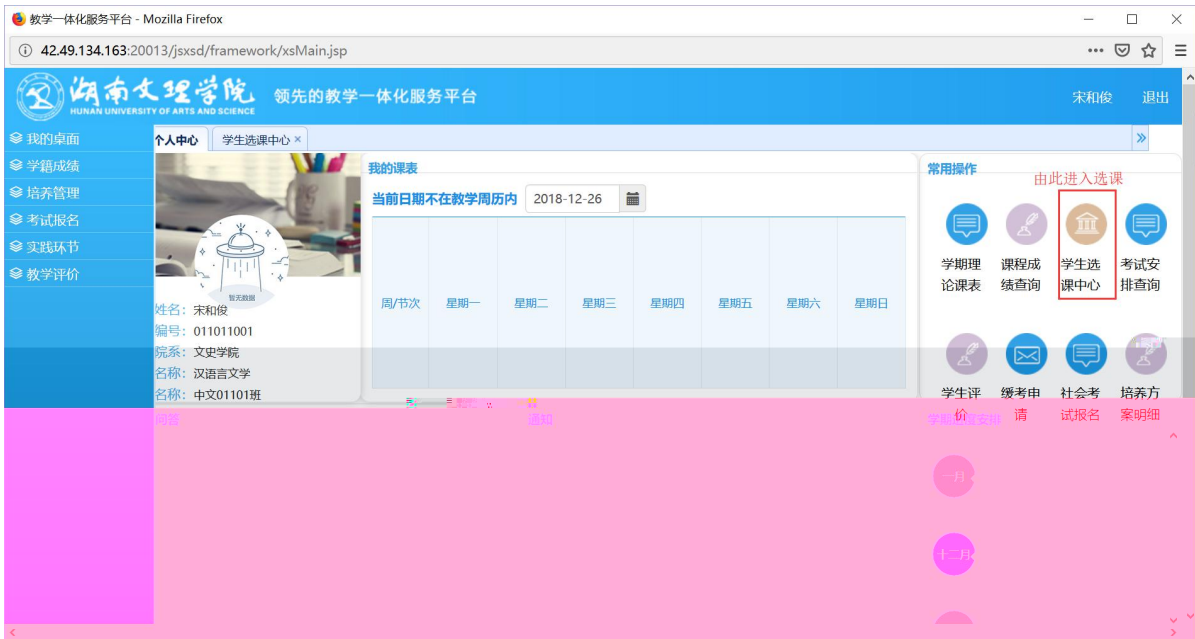 教学一体化服务平台 - Mozilla Firefox
42.49.134.163:20013/jsxsd/framework/xsMain.jsp
湖南文理学院
HUNAN UNIVERSITY OF ARTS AND SCIENCE
领先的教学一体化服务平台
宋和俊 退出
我的桌面
学籍成绩
培养管理
考试报名
实践环节
教学评价
个人中心 学生选课中心 ×
暂无数据
姓名: 宋和俊
编号: 011011001
院系: 文史学院
名称: 汉语言文学
名称: 中文01101班
我的课表
当前日期不在教学周历内 2018-12-26
周/节次 星期一 星期二 星期三 星期四 星期五 星期六 星期日
常用操作
由此进入选课
学期理论课表
课程成绩查询
学生选课中心
考试安排查询
学生评价
缓考申请
社会考试报名
培养方案明细
问答
通知
一月
十二月